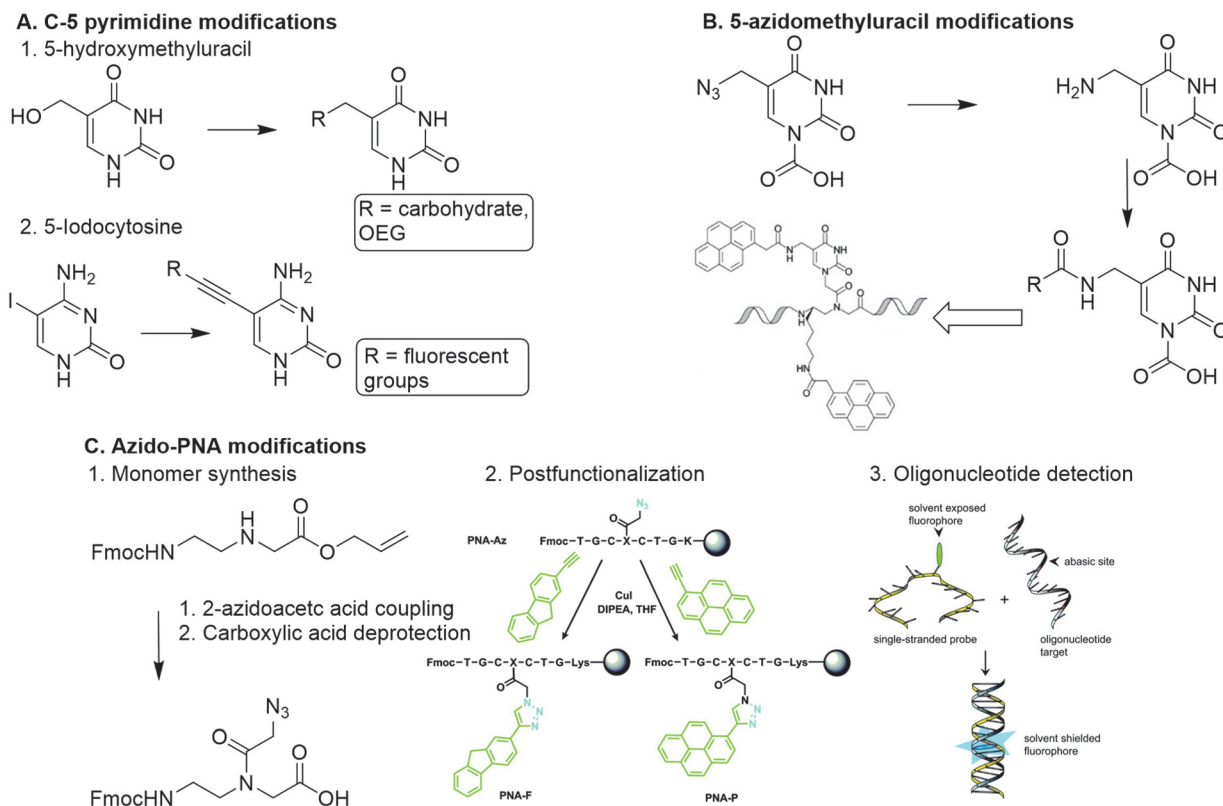 A. C-5 pyrimidine modifications
1. 5-hydroxymethyluracil
HO
O
NH
N
H
O
R
O
NH
N
H
O
R = carbohydrate,
OEG
2. 5-Iodocytosine
I
NH2
N
N
H
O
R
NH2
N
N
H
O
R = fluorescent
groups
B. 5-azidomethyluracil modifications
N3
O
NH
N
O
O
OH
H2N
O
NH
N
O
O
OH
O
R
N
H
O
NH
N
O
O
OH
O
N
H
O
NH
N
O
O
N
O
N
H
HN
O
C. Azido-PNA modifications
1. Monomer synthesis
FmocHN
H
N
O
O
1. 2-azidoacetc acid coupling
2. Carboxylic acid deprotection
N3
O
FmocHN
N
O
OH
2. Postfunctionalization
N3
O
PNA-Az
Fmoc–T–G–C–X–C–T–G–K
CuI
DIPEA, THF
Fmoc–T–G–C–X–C–T–G–Lys
O
N
N
N
PNA-F
Fmoc–T–G–C–X–C–T–G–Lys
O
N
N
N
PNA-P
3. Oligonucleotide detection
solvent exposed
fluorophore
abasic site
+
single-stranded probe
oligonucleotide
target
solvent shielded
fluorophore